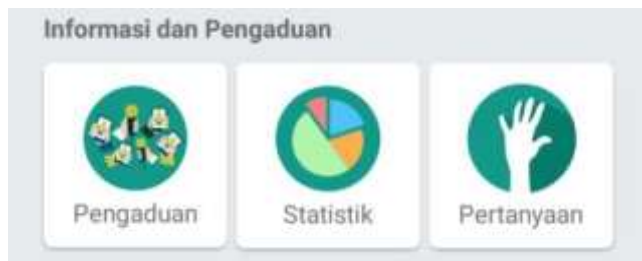 Informasi dan Pengaduan
Pengaduan
Statistik
Pertanyaan